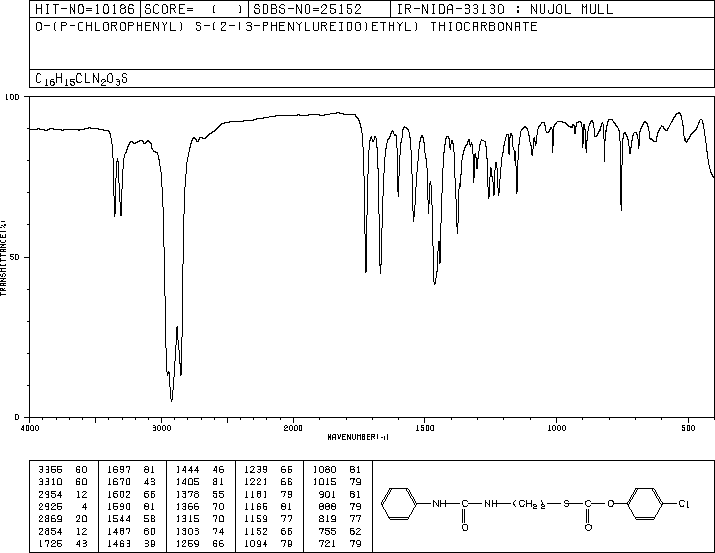 HIT-NO=10186 SCORE= ( ) SDBS-NO=25152 IR-NIDA-33130 : NUJOL MULL
O-(P-CHLOROPHENYL) S-(2-(3-PHENYLUREIDO)ETHYL) THIOCARBONATE
C16H15CLN2O3S
100
50
0
TRANSMITTANCE(%)
4000 3000 2000 1500 1000 500
WAVENUMBER(-1)
3355 60 1697 81 1444 46 1239 66 1080 81
3310 60 1670 43 1405 81 1221 66 1015 79
2954 12 1602 66 1378 55 1181 79 901 81
2925 4 1590 81 1366 70 1166 81 888 79
2869 20 1544 58 1315 70 1159 77 819 77
2854 12 1487 60 1303 74 1152 66 755 62
1725 43 1463 39 1259 66 1094 79 721 79
NH C NH (CH2)2 S C O Cl
O O